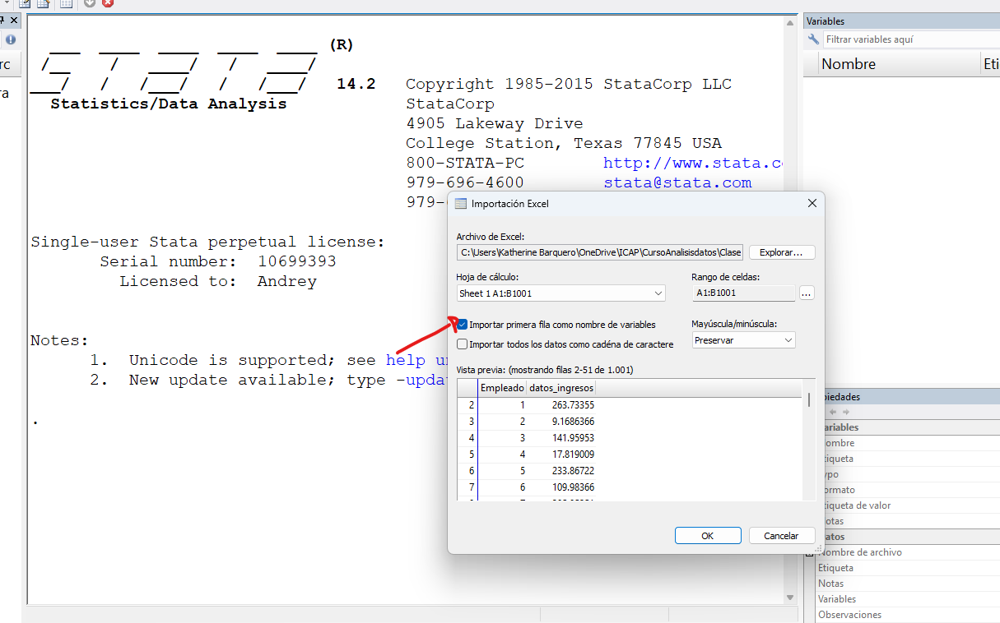 rc
ra
(R)
Stata
14.2 Copyright 1985-2015 StataCorp LLC
Statistics/Data Analysis StataCorp
4905 Lakeway Drive
College Station, Texas 77845 USA
800-STATA-PC http://www.stata.c
979-696-4600 stata@stata.com
979-
Single-user Stata perpetual license:
Serial number: 10699393
Licensed to: Andrey
Notes:
1. Unicode is supported; see help un
2. New update available; type -upda
.
Importación Excel
Archivo de Excel:
C:\Users\Katherine Barquero\OneDrive\ICAP\CursoAnalisisdatos\Clase
Explorar...
Hoja de cálculo:
Rango de celdas:
Sheet 1 A1:B1001
A1:B1001
...
Importar primera fila como nombre de variables
Mayúscula/minúscula:
Importar todos los datos como cadéna de caractere
Preservar
Vista previa: (mostrando filas 2-51 de 1.001)
Empleado datos_ingresos
2 1 263.73355
3 2 9.1686366
4 3 141.95953
5 4 17.819009
6 5 233.86722
7 6 109.98366
OK
Cancelar
Variables
Filtrar variables aquí
Nombre Eti
piedades
ariables
ombre
tiqueta
ipo
ormato
tiqueta de valor
otas
atos
Nombre de archivo
Etiqueta
Notas
Variables
Observaciones